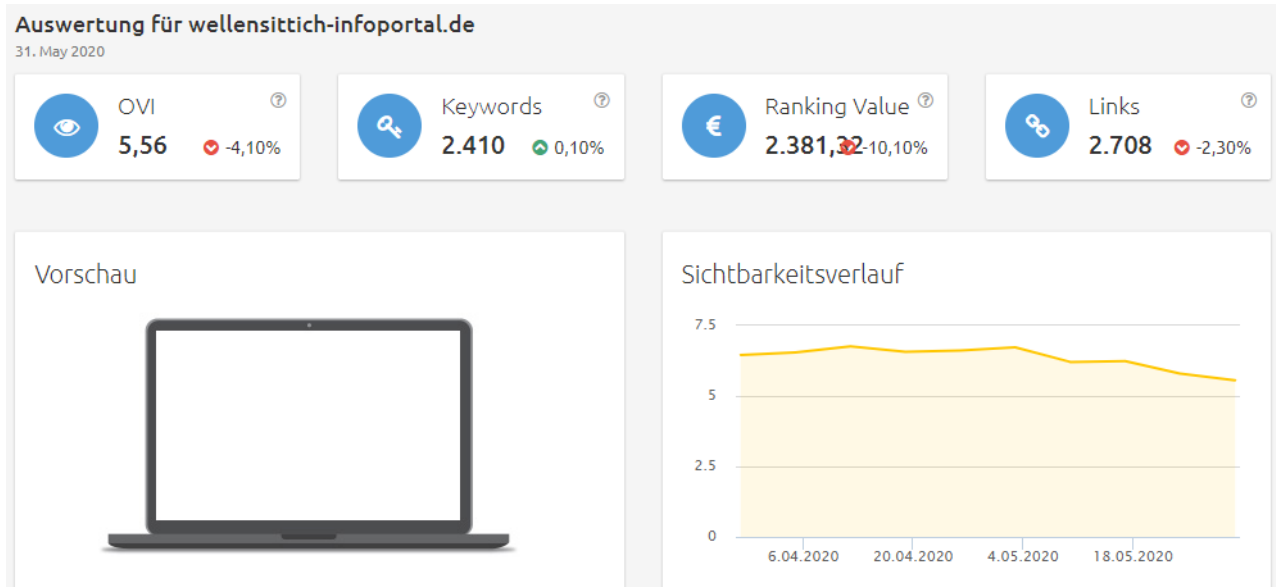 Auswertung für wellensittich-infoportal.de
31. May 2020
OVI
5,56 -4,10%
Keywords
2.410 0,10%
Ranking Value
2.381,32 -10,10%
Links
2.708 -2,30%
Vorschau
Sichtbarkeitsverlauf
7.5
5
2.5
0
6.04.2020 20.04.2020 4.05.2020 18.05.2020